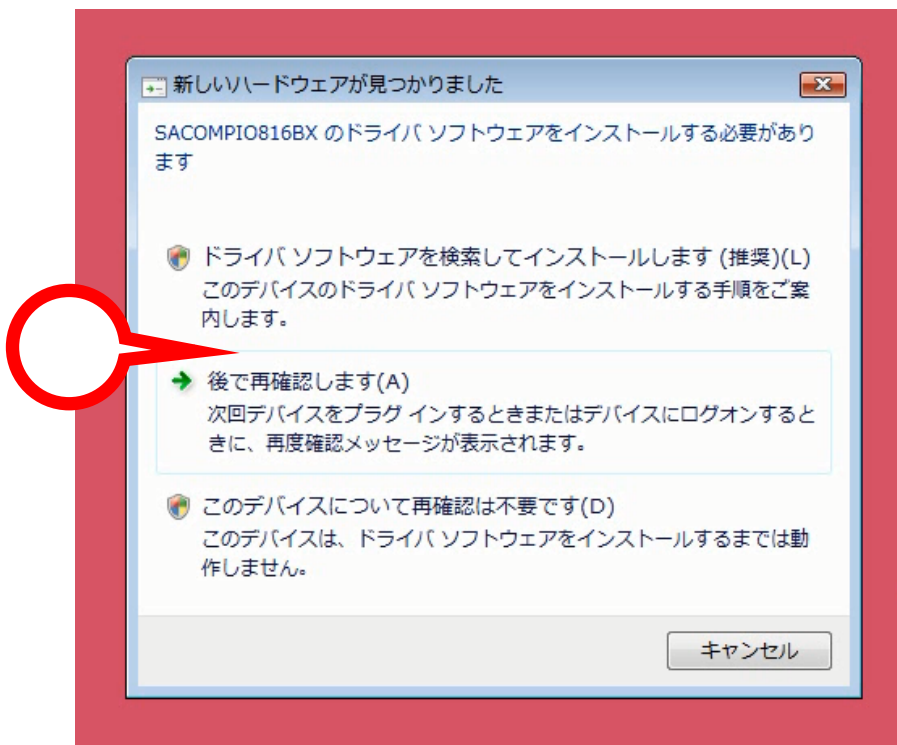 新しいハードウェアが見つかりました
SACOMPIO816BX のドライバ ソフトウェアをインストールする必要があり
ます
ドライバ ソフトウェアを検索してインストールします (推奨)(L)
このデバイスのドライバ ソフトウェアをインストールする手順をご案
内します。
後で再確認します(A)
次回デバイスをプラグ インするときまたはデバイスにログオンすると
きに、再度確認メッセージが表示されます。
このデバイスについて再確認は不要です(D)
このデバイスは、ドライバ ソフトウェアをインストールするまでは動
作しません。
キャンセル